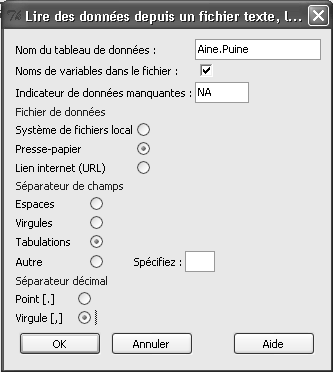 Lire des données depuis un fichier texte, l...
Nom du tableau de données : Aine.Puine
Noms de variables dans le fichier :
Indicateur de données manquantes : NA
Fichier de données
Système de fichiers local
Presse-papier
Lien internet (URL)
Séparateur de champs
Espaces
Virgules
Tabulations
Autre Spécifiez :
Séparateur décimal
Point [.]
Virgule [,]
OK Annuler Aide